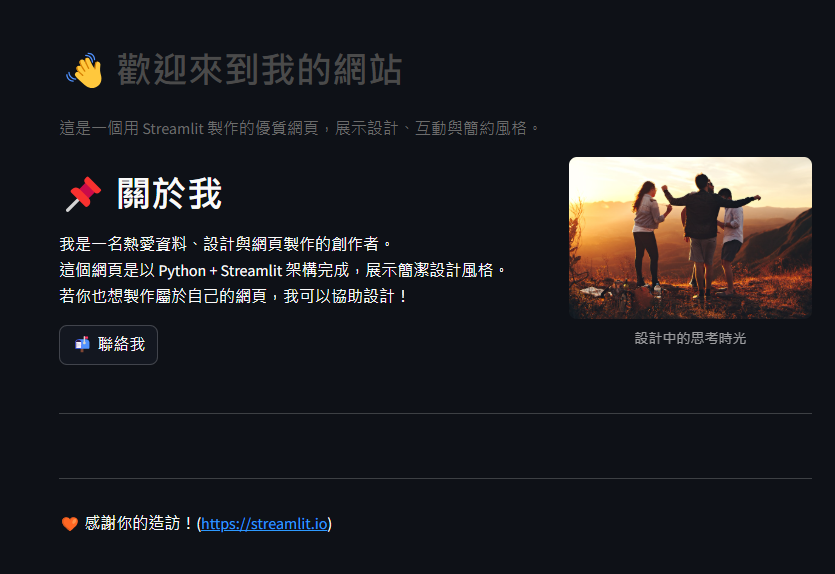 👋 歡迎來到我的網站
這是一個用 Streamlit 製作的優質網頁，展示設計、互動與簡約風格。
📌 關於我
我是一名熱愛資料、設計與網頁製作的創作者。
這個網頁是以 Python + Streamlit 架構完成，展示簡潔設計風格。
若你也想製作屬於自己的網頁，我可以協助設計！
📬 聯絡我
設計中的思考時光
🧡 感謝你的造訪！(https://streamlit.io)